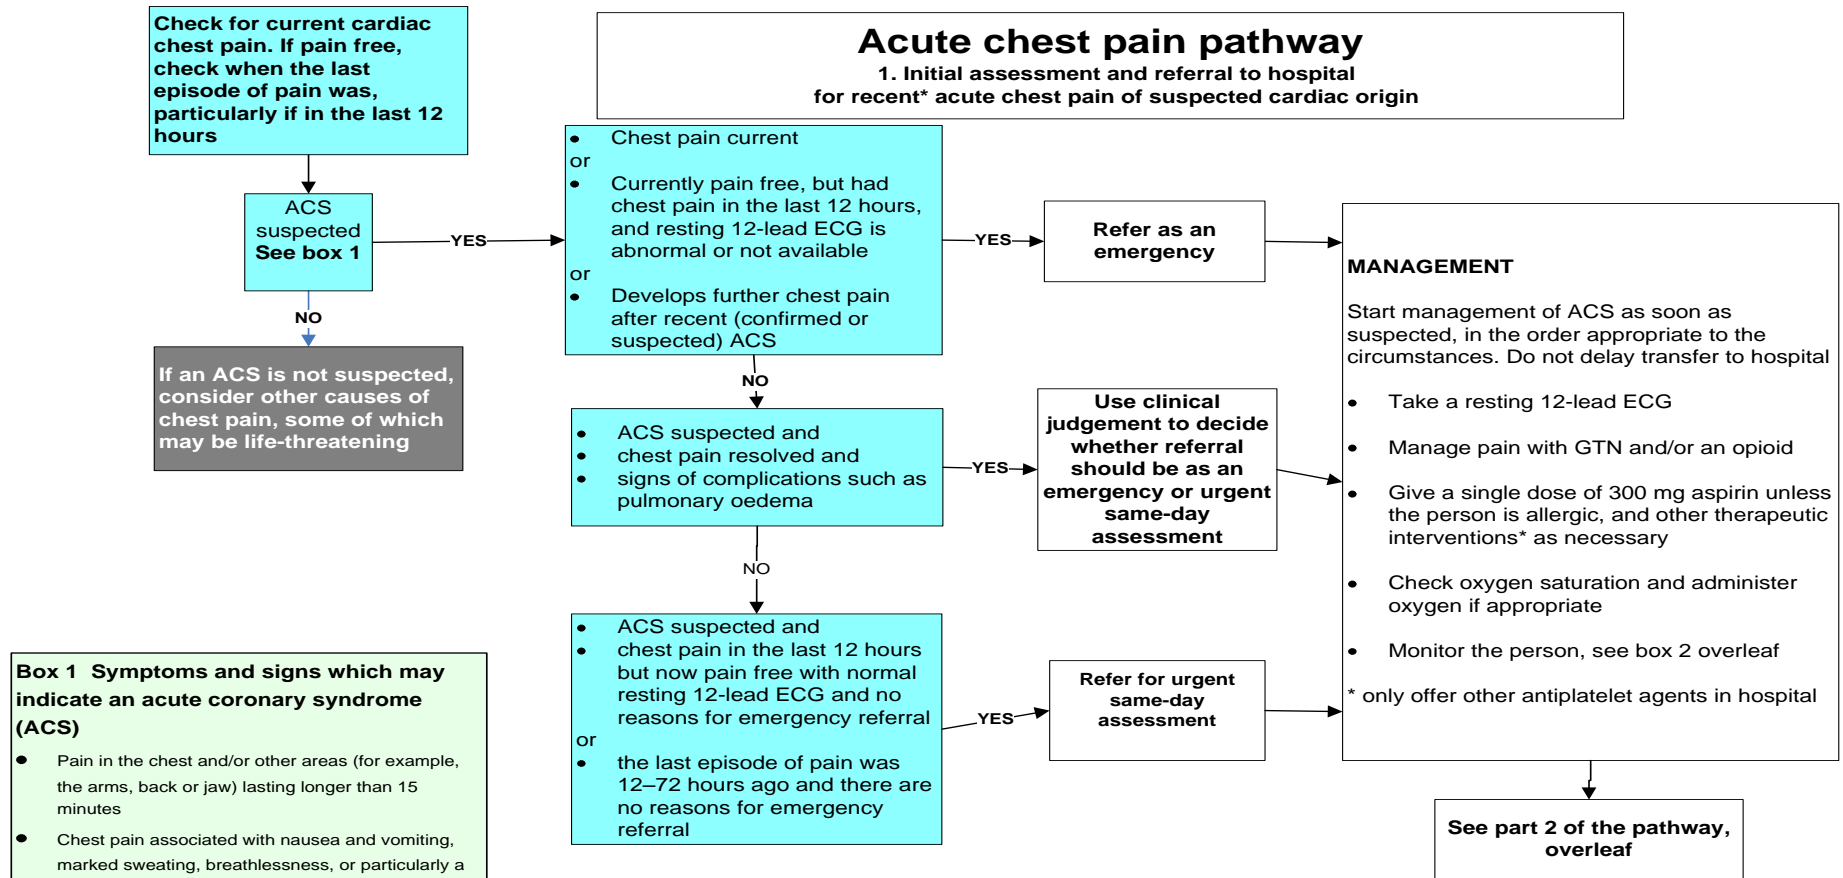 Check for current cardiac
chest pain. If pain free,
check when the last
episode of pain was,
particularly if in the last 12
hours
Acute chest pain pathway
1. Initial assessment and referral to hospital
for recent* acute chest pain of suspected cardiac origin
ACS
suspected
See box 1
YES
NO
If an ACS is not suspected,
consider other causes of
chest pain, some of which
may be life-threatening
• Chest pain current
or
• Currently pain free, but had
chest pain in the last 12 hours,
and resting 12-lead ECG is
abnormal or not available
or
• Develops further chest pain
after recent (confirmed or
suspected) ACS
YES
Refer as an
emergency
NO
• ACS suspected and
• chest pain resolved and
• signs of complications such as
pulmonary oedema
YES
Use clinical
judgement to decide
whether referral
should be as an
emergency or urgent
same-day
assessment
NO
• ACS suspected and
• chest pain in the last 12 hours
but now pain free with normal
resting 12-lead ECG and no
reasons for emergency referral
or
• the last episode of pain was
12–72 hours ago and there are
no reasons for emergency
referral
YES
Refer for urgent
same-day
assessment
MANAGEMENT
Start management of ACS as soon as
suspected, in the order appropriate to the
circumstances. Do not delay transfer to hospital
• Take a resting 12-lead ECG
• Manage pain with GTN and/or an opioid
• Give a single dose of 300 mg aspirin unless
the person is allergic, and other therapeutic
interventions* as necessary
• Check oxygen saturation and administer
oxygen if appropriate
• Monitor the person, see box 2 overleaf
* only offer other antiplatelet agents in hospital
See part 2 of the pathway,
overleaf
Box 1 Symptoms and signs which may
indicate an acute coronary syndrome
(ACS)
• Pain in the chest and/or other areas (for example,
the arms, back or jaw) lasting longer than 15
minutes
• Chest pain associated with nausea and vomiting,
marked sweating, breathlessness, or particularly a